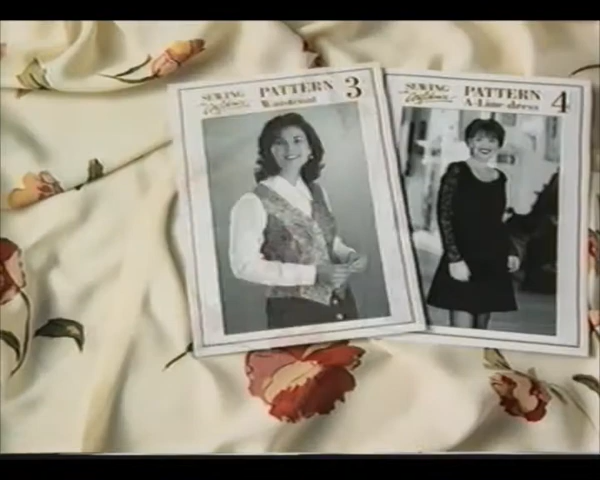 SEWING PATTERN 3
Waistcoat
SEWING PATTERN 4
A-Line dress